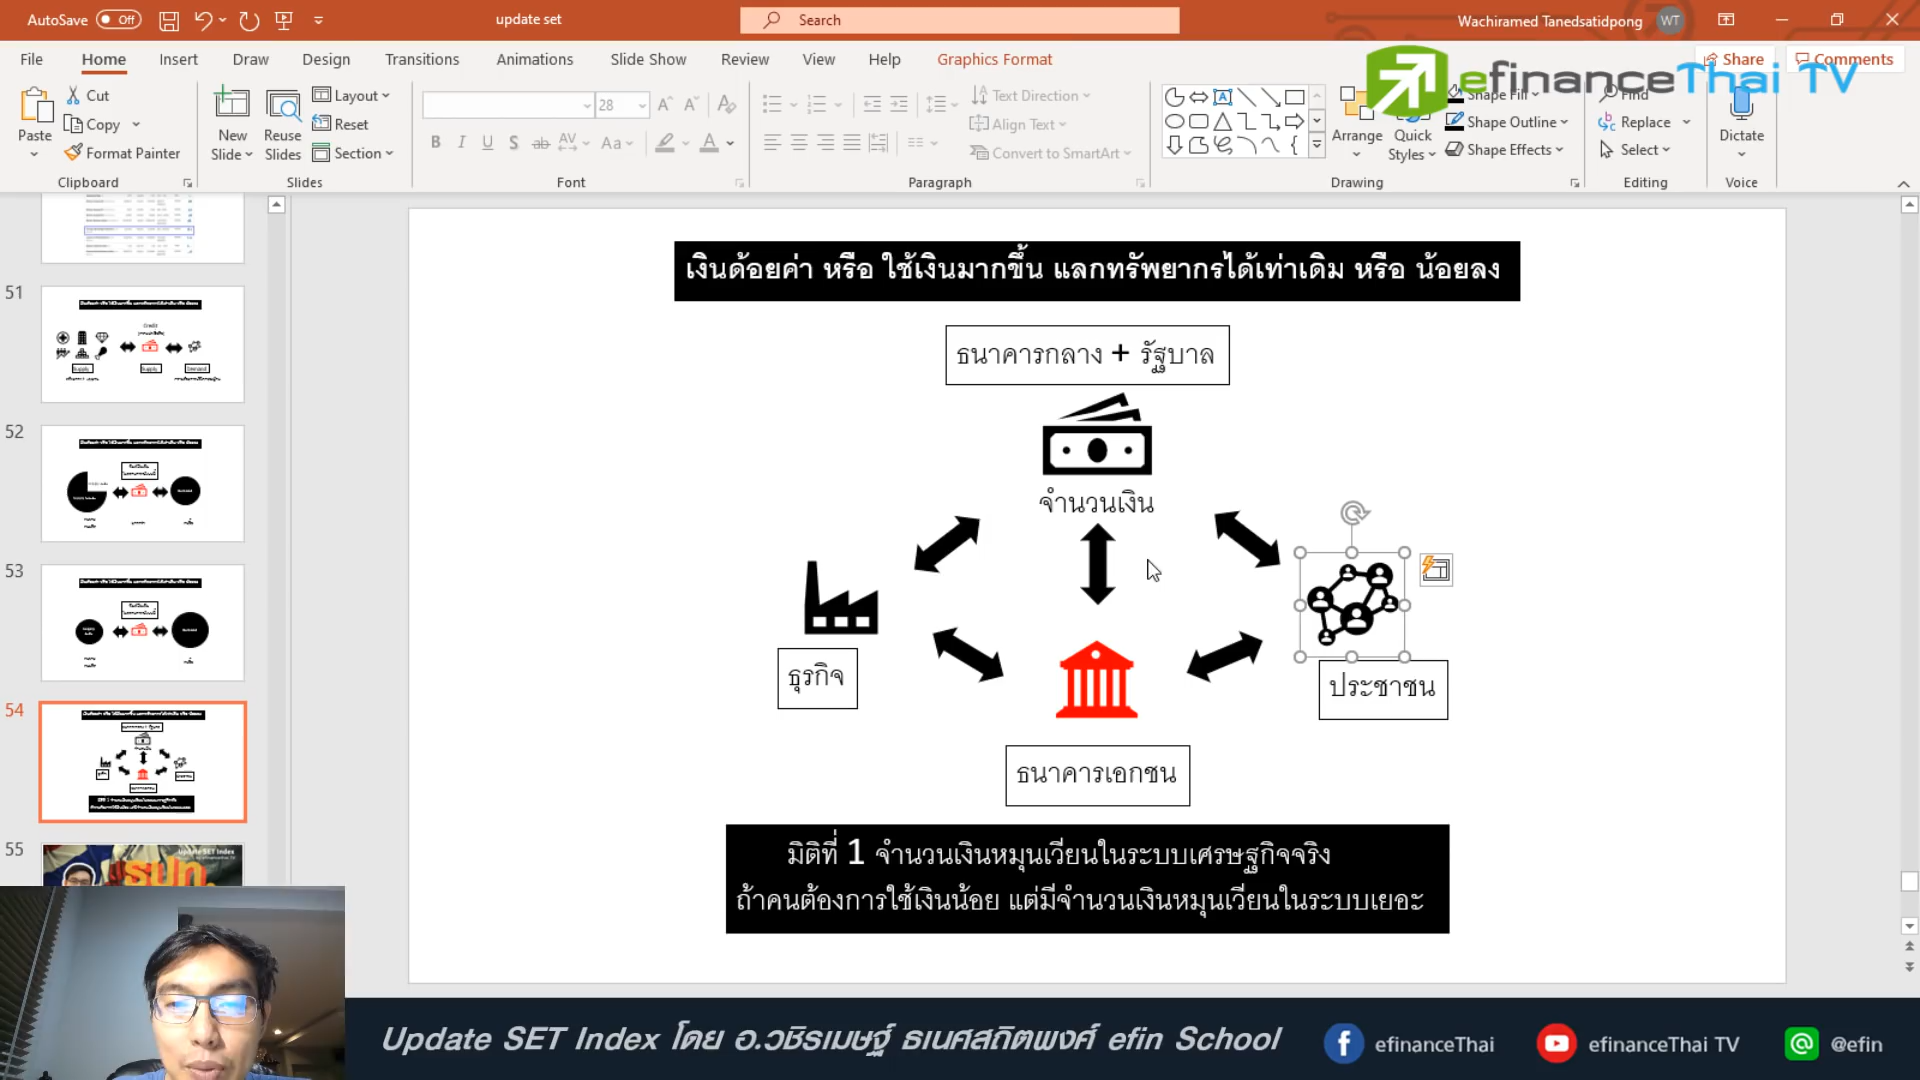 AutoSave Off
update set
Search
Wachiramed Tanedsatidpong WT
File Home Insert Draw Design Transitions Animations Slide Show Review View Help Graphics Format
Share Comments
efinanceThai TV
Paste
Cut
Copy
Format Painter
Clipboard
New Slide
Reuse Slides
Layout
Reset
Section
Slides
28
Font
Text Direction
Align Text
Convert to SmartArt
Paragraph
Arrange
Quick Styles
Shape Fill
Shape Outline
Shape Effects
Drawing
Find
Replace
Select
Editing
Dictate
Voice
51
52
53
54
55
เงินด้อยค่า หรือ ใช้เงินมากขึ้น แลกทรัพยากรได้เท่าเดิม หรือ น้อยลง
ธนาคารกลาง + รัฐบาล
จำนวนเงิน
ธุรกิจ
ประชาชน
ธนาคารเอกชน
มิติที่ 1 จำนวนเงินหมุนเวียนในระบบเศรษฐกิจจริง
ถ้าคนต้องการใช้เงินน้อย แต่มีจำนวนเงินหมุนเวียนในระบบเยอะ
Update SET Index โดย อ.วชิรเมษฐ์ ธเนศสถิตพงศ์ efin School
efinanceThai
efinanceThai TV
@efin